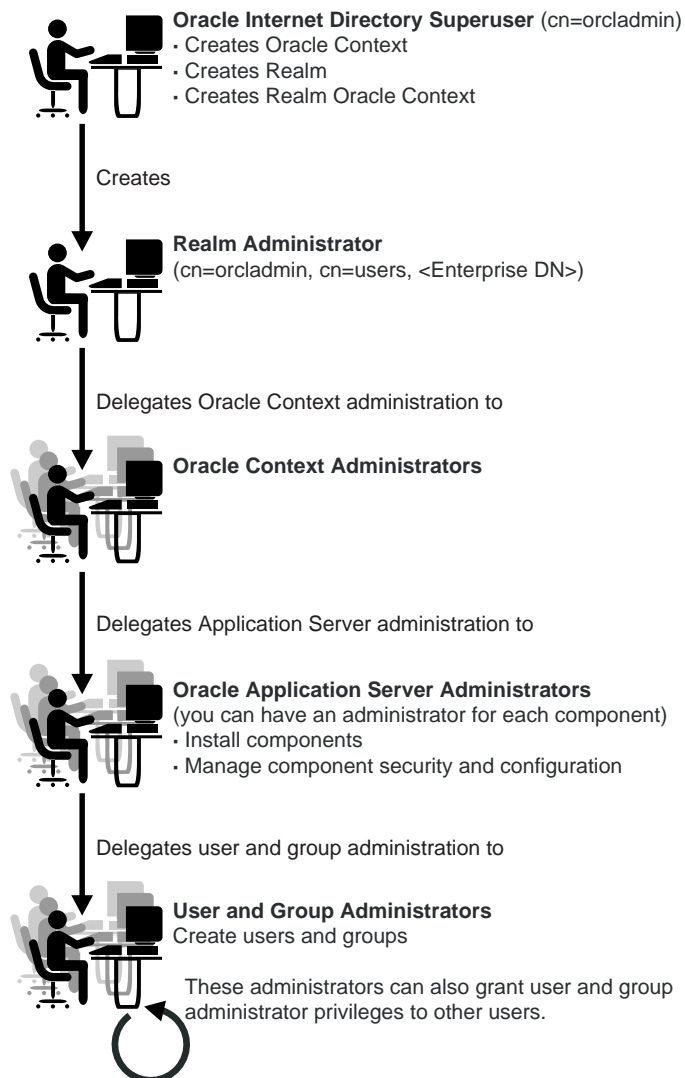 Oracle Internet Directory Superuser (cn=orcladmin)
· Creates Oracle Context
· Creates Realm
· Creates Realm Oracle Context
Creates
Realm Administrator
(cn=orcladmin, cn=users, <Enterprise DN>)
Delegates Oracle Context administration to
Oracle Context Administrators
Delegates Application Server administration to
Oracle Application Server Administrators
(you can have an administrator for each component)
· Install components
· Manage component security and configuration
Delegates user and group administration to
User and Group Administrators
Create users and groups
These administrators can also grant user and group
administrator privileges to other users.